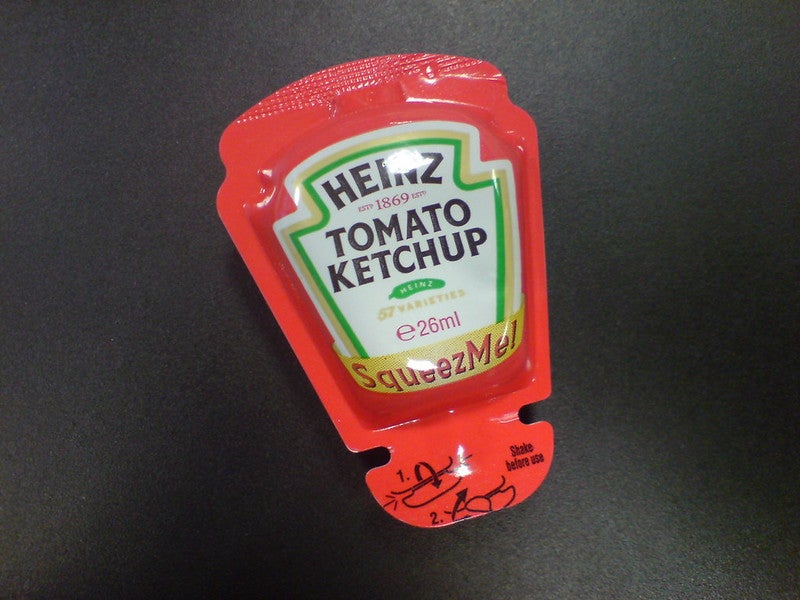 HEINZ
ESTD 1869 ESTD
TOMATO
KETCHUP
HEINZ
57 VARIETIES
℮26ml
SqueezMe!
Shake
before use
1.
2.